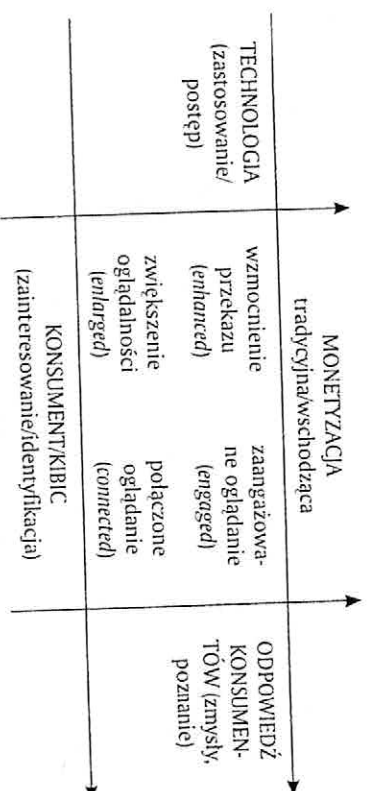 MONETYZACJA
tradycyjna/wschodząca
TECHNOLOGIA
(zastosowanie/
postęp)
wzmocnienie
przekazu
(enhanced)
zaangażowa-
ne oglądanie
(engaged)
ODPOWIEDŹ
KONSUMEN-
TÓW (zmysły,
poznanie)
zwiększenie
oglądalności
(enlarged)
połączone
oglądanie
(connected)
KONSUMENT/KIBIC
(zainteresowanie/identyfikacja)